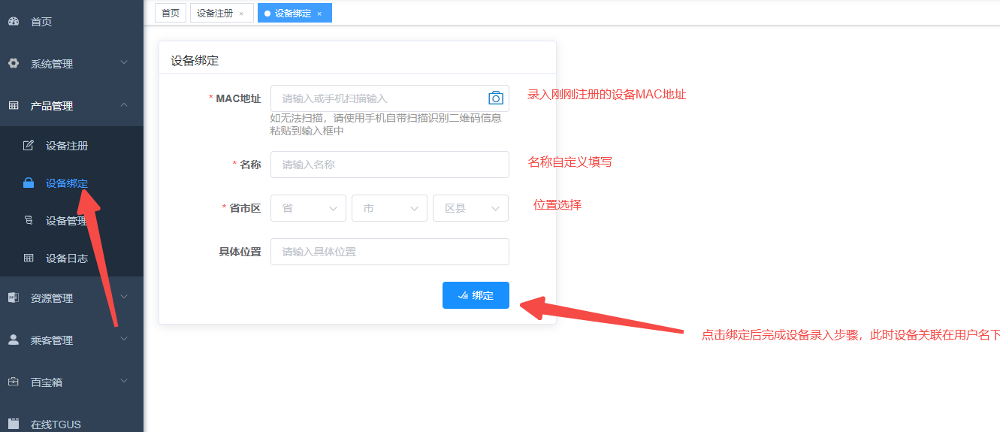 首页
系统管理
产品管理
设备注册
设备绑定
设备管理
设备日志
资源管理
乘客管理
百宝箱
在线TGUS
首页
设备注册 ×
设备绑定 ×
设备绑定
* MAC地址
请输入或手机扫描输入
如无法扫描，请使用手机自带扫描识别二维码信息
粘贴到输入框中
录入刚刚注册的设备MAC地址
* 名称
请输入名称
名称自定义填写
* 省市区
省
市
区县
位置选择
具体位置
请输入具体位置
绑定
点击绑定后完成设备录入步骤，此时设备关联在用户名下